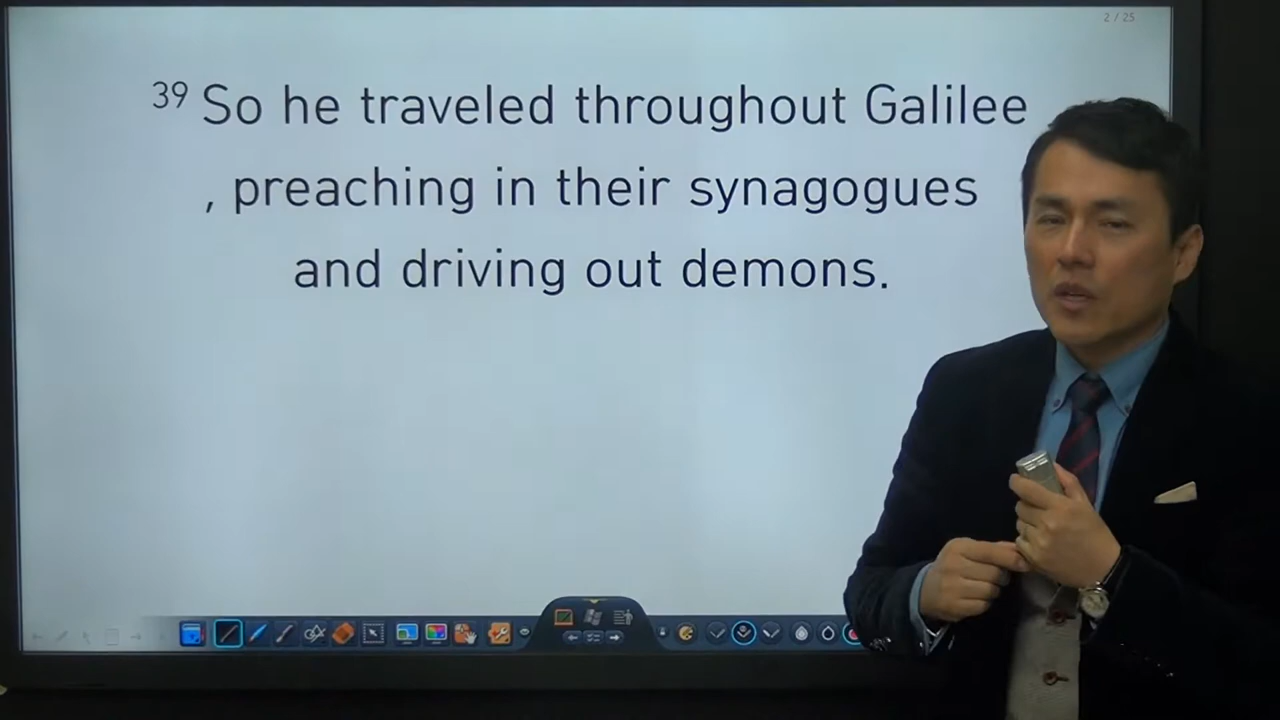 2 / 25
39 So he traveled throughout Galilee
, preaching in their synagogues
and driving out demons.